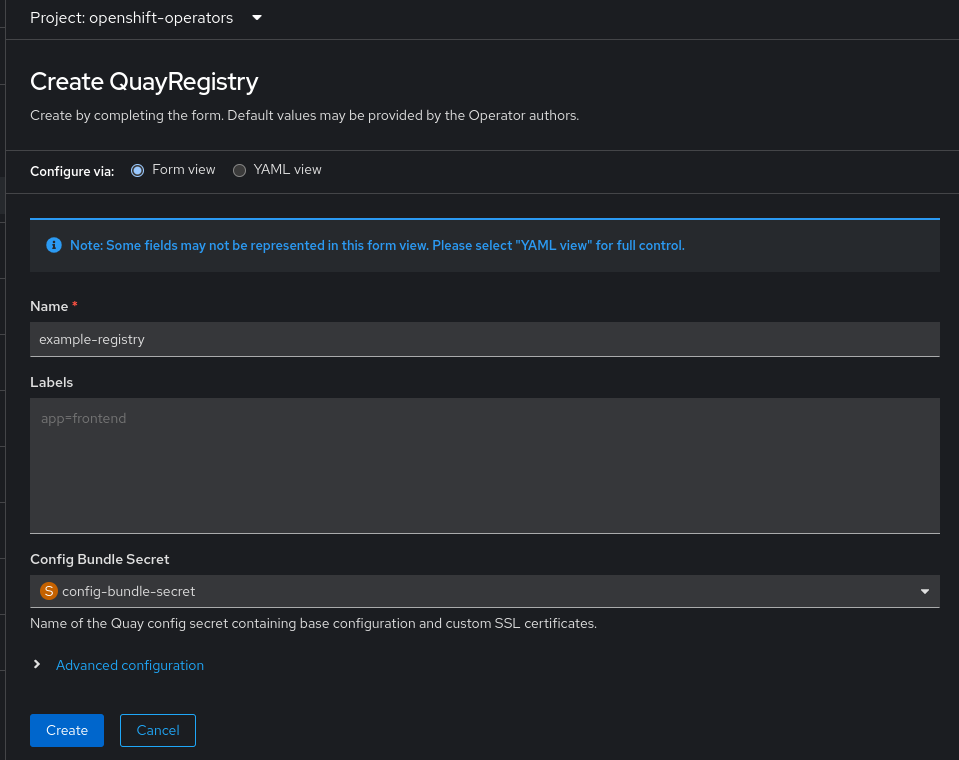 Project: openshift-operators
Create QuayRegistry
Create by completing the form. Default values may be provided by the Operator authors.
Configure via: Form view YAML view
Note: Some fields may not be represented in this form view. Please select "YAML view" for full control.
Name *
example-registry
Labels
app=frontend
Config Bundle Secret
S config-bundle-secret
Name of the Quay config secret containing base configuration and custom SSL certificates.
Advanced configuration
Create Cancel